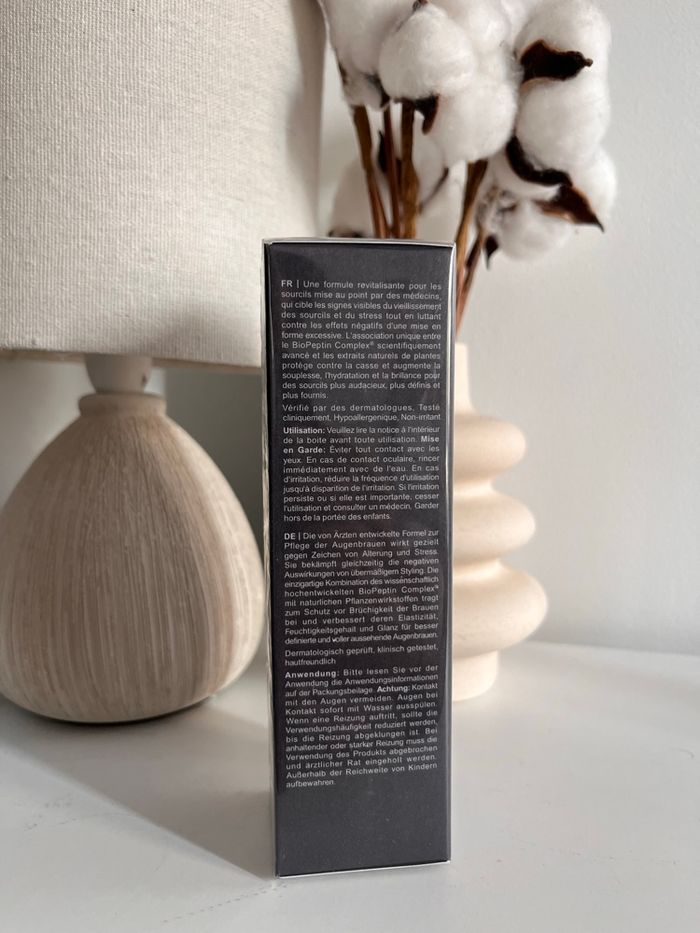 FR | Une formule revitalisante pour les
sourcils mise au point par des médecins,
qui cible les signes visibles du vieillissement
des sourcils et du stress tout en luttant
contre les effets négatifs d'une mise en
forme excessive. L'association unique entre
le BioPeptin Complex® scientifiquement
avancé et les extraits naturels de plantes
protège contre la casse et augmente la
souplesse, l'hydratation et la brillance pour
des sourcils plus audacieux, plus définis et
plus fournis.
Vérifié par des dermatologues, Testé
cliniquement, Hypoallergenique, Non-irritant
Utilisation: Veuillez lire la notice à l'intérieur
de la boite avant toute utilisation. Mise
en Garde: Éviter tout contact avec les
yeux. En cas de contact oculaire, rincer
immédiatement avec de l'eau. En cas
d'irritation, réduire la fréquence d'utilisation
jusqu'à disparition de l'irritation. Si l'irritation
persiste ou si elle est importante, cesser
l'utilisation et consulter un médecin. Garder
hors de la portée des enfants.
DE | Die von Ärzten entwickelte Formel zur
Pflege der Augenbrauen wirkt gezielt
gegen Zeichen von Alterung und Stress.
Sie bekämpft gleichzeitig die negativen
Auswirkungen von übermäßigem Styling. Die
einzigartige Kombination des wissenschaftlich
hochentwickelten BioPeptin Complex®
mit naturlichen Pflanzenwirkstoffen tragt
zum Schutz vor Brüchigkeit der Brauen
bei und verbessert deren Elastizität,
Feuchtigkeitsgehalt und Glanz für besser
definierte und voller aussehende Augenbrauen.
Dermatologisch geprüft, klinisch getestet,
hautfreundlich
Anwendung: Bitte lesen Sie vor der
Anwendung die Anwendungsinformationen
auf der Packungsbeilage. Achtung: Kontakt
mit den Augen vermeiden. Augen bei
Kontakt sofort mit Wasser ausspülen.
Wenn eine Reizung auftritt, sollte die
Verwendungshäufigkeit reduziert werden,
bis die Reizung abgeklungen ist. Bei
anhaltender oder starker Reizung muss die
Verwendung des Produkts abgebrochen
und ärztlicher Rat eingeholt werden.
Außerhalb der Reichweite von Kindern
aufbewahren.